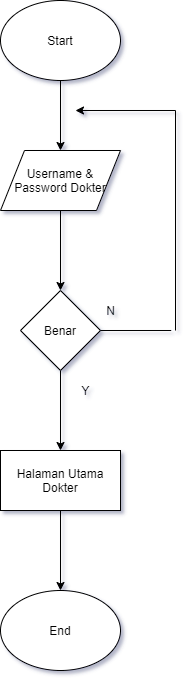 Start
Username &
Password Dokter
Benar
N
Y
Halaman Utama
Dokter
End